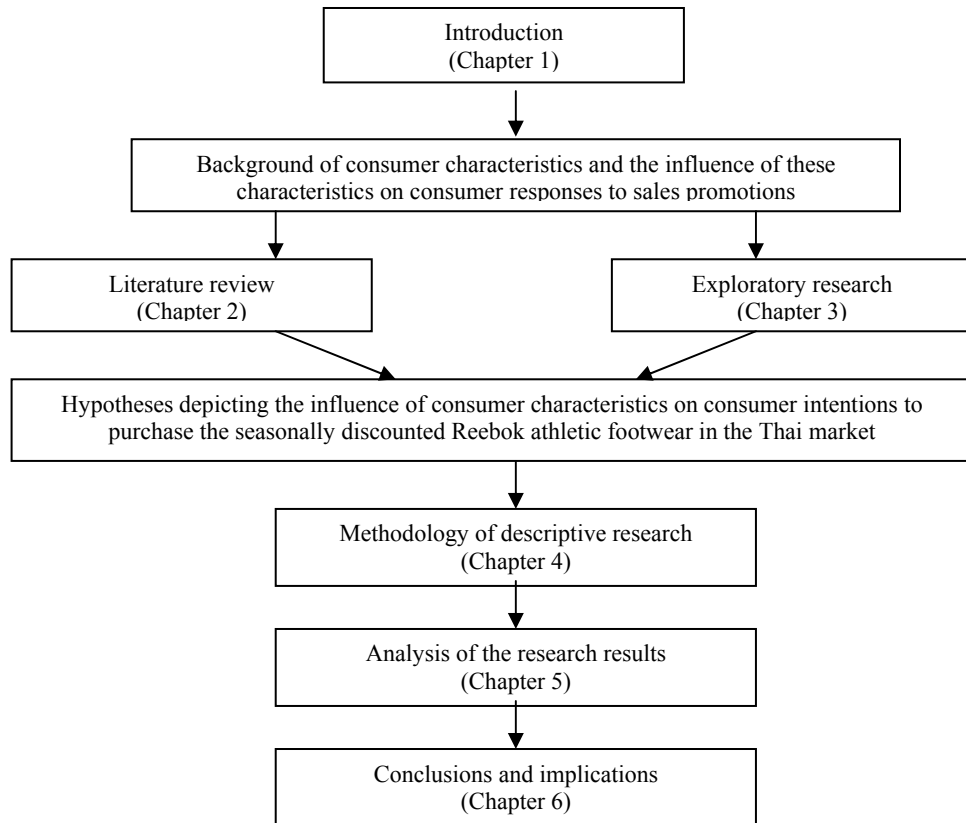 Introduction
(Chapter 1)
Background of consumer characteristics and the influence of these
characteristics on consumer responses to sales promotions
Literature review
(Chapter 2)
Exploratory research
(Chapter 3)
Hypotheses depicting the influence of consumer characteristics on consumer intentions to
purchase the seasonally discounted Reebok athletic footwear in the Thai market
Methodology of descriptive research
(Chapter 4)
Analysis of the research results
(Chapter 5)
Conclusions and implications
(Chapter 6)